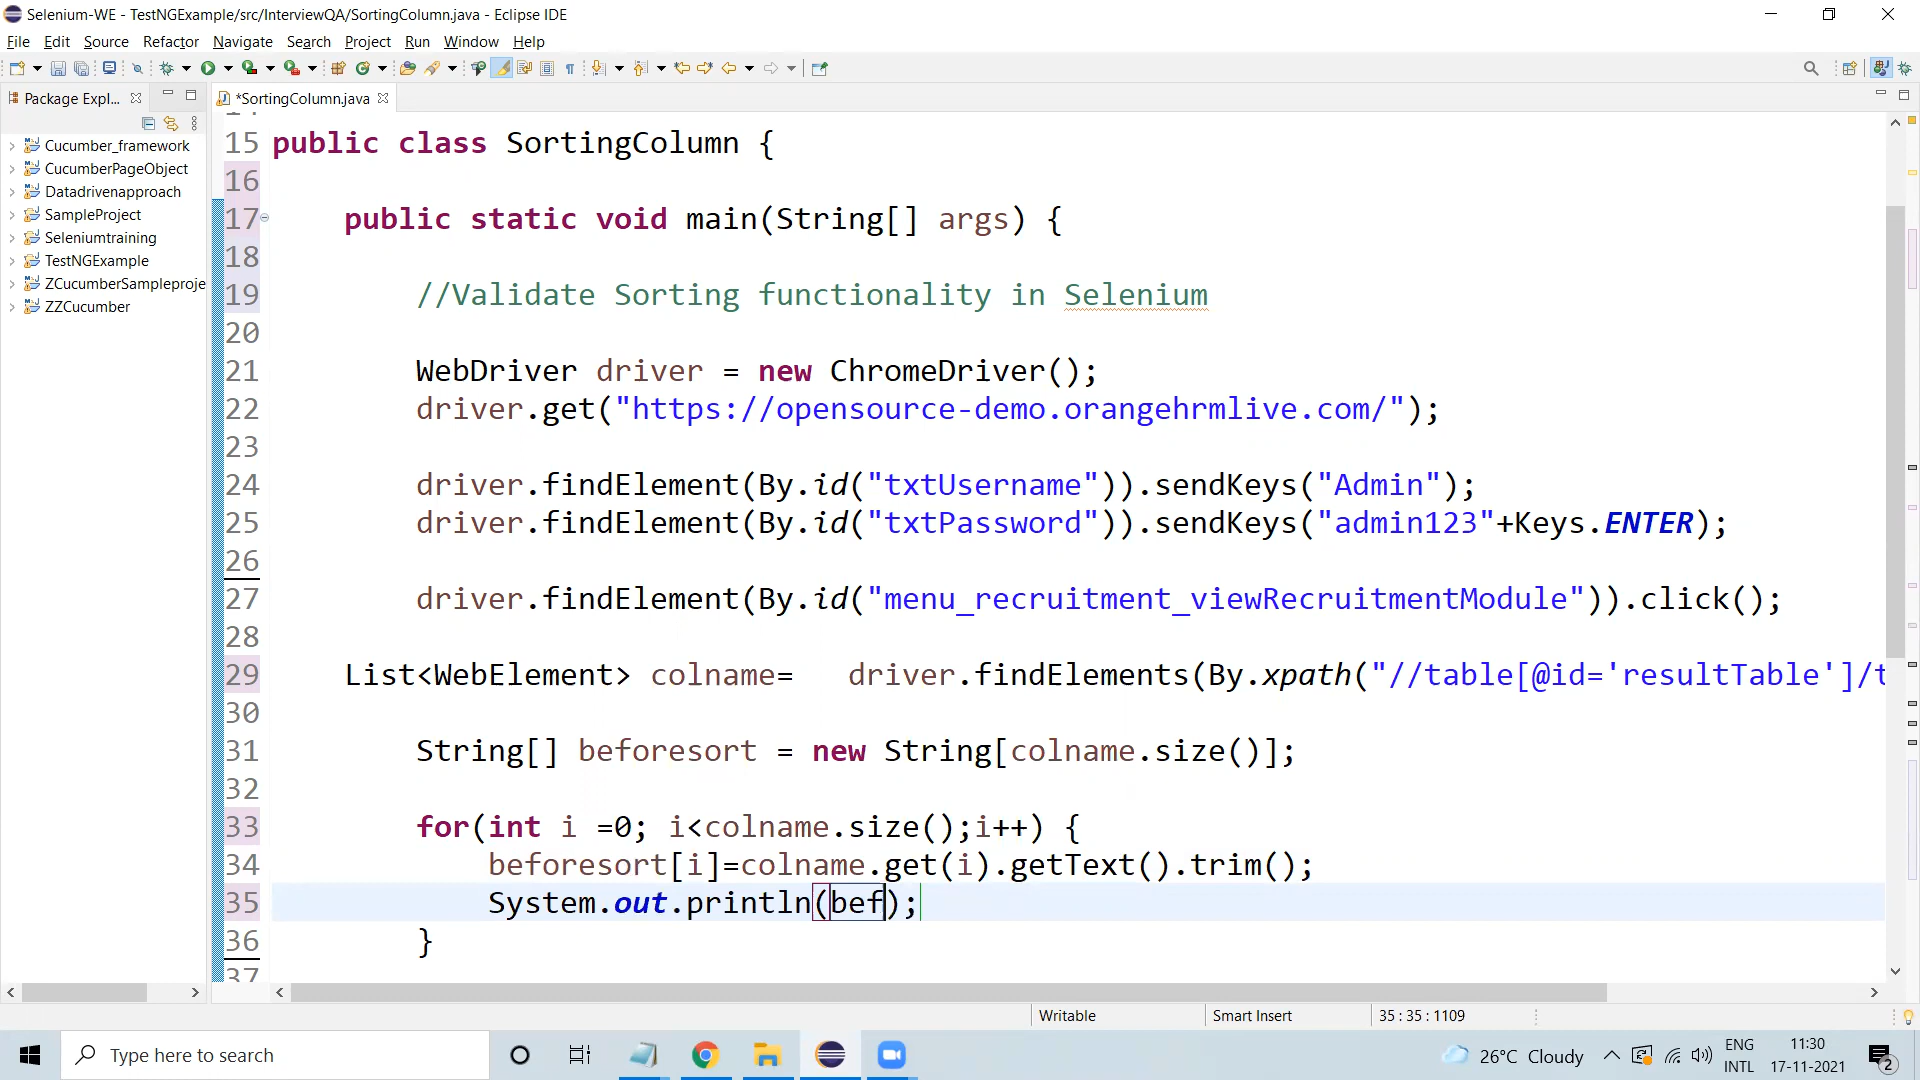 Selenium-WE - TestNGExample/src/InterviewQA/SortingColumn.java - Eclipse IDE
File Edit Source Refactor Navigate Search Project Run Window Help
Package Expl...
*SortingColumn.java
Cucumber_framework
CucumberPageObject
Datadrivenapproach
SampleProject
Seleniumtraining
TestNGExample
ZCucumberSampleproje
ZZCucumber
15 public class SortingColumn {
16
17 public static void main(String[] args) {
18
19 //Validate Sorting functionality in Selenium
20
21 WebDriver driver = new ChromeDriver();
22 driver.get("https://opensource-demo.orangehrmlive.com/");
23
24 driver.findElement(By.id("txtUsername")).sendKeys("Admin");
25 driver.findElement(By.id("txtPassword")).sendKeys("admin123"+Keys.ENTER);
26
27 driver.findElement(By.id("menu_recruitment_viewRecruitmentModule")).click();
28
29 List<WebElement> colname=   driver.findElements(By.xpath("//table[@id='resultTable']/t
30
31 String[] beforesort = new String[colname.size()];
32
33 for(int i =0; i<colname.size();i++) {
34 beforesort[i]=colname.get(i).getText().trim();
35 System.out.println(bef);
36 }
37
Writable Smart Insert 35 : 35 : 1109
Type here to search
26°C Cloudy
ENG
INTL
11:30
17-11-2021
2